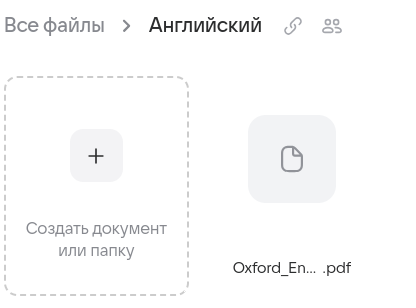 Все файлы > Английский
Создать документ
или папку
Oxford_En... .pdf